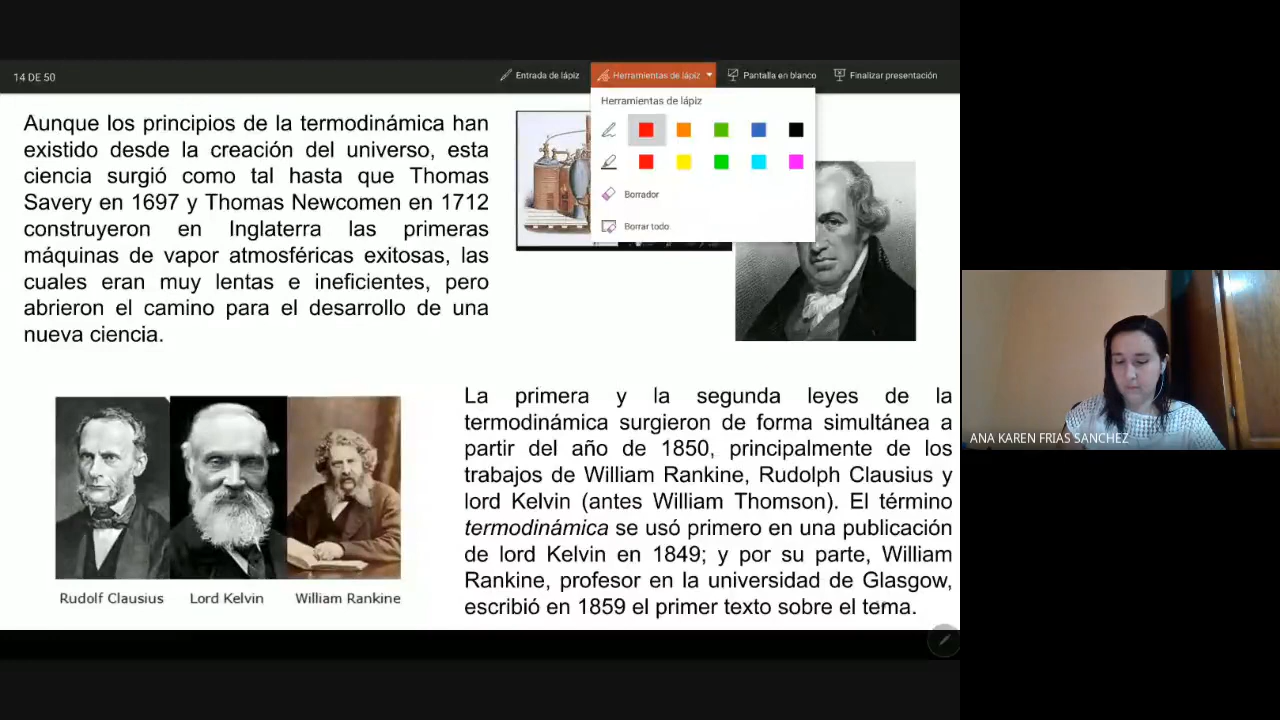 14 DE 50
Entrada de lápiz
Herramientas de lápiz
Pantalla en blanco
Finalizar presentación
Herramientas de lápiz
Borrador
Borrar todo
Aunque los principios de la termodinámica han
existido desde la creación del universo, esta
ciencia surgió como tal hasta que Thomas
Savery en 1697 y Thomas Newcomen en 1712
construyeron en Inglaterra las primeras
máquinas de vapor atmosféricas exitosas, las
cuales eran muy lentas e ineficientes, pero
abrieron el camino para el desarrollo de una
nueva ciencia.
Rudolf Clausius
Lord Kelvin
William Rankine
La primera y la segunda leyes de la
termodinámica surgieron de forma simultánea a
partir del año de 1850, principalmente de los
trabajos de William Rankine, Rudolph Clausius y
lord Kelvin (antes William Thomson). El término
termodinámica se usó primero en una publicación
de lord Kelvin en 1849; y por su parte, William
Rankine, profesor en la universidad de Glasgow,
escribió en 1859 el primer texto sobre el tema.
ANA KAREN FRIAS SANCHEZ